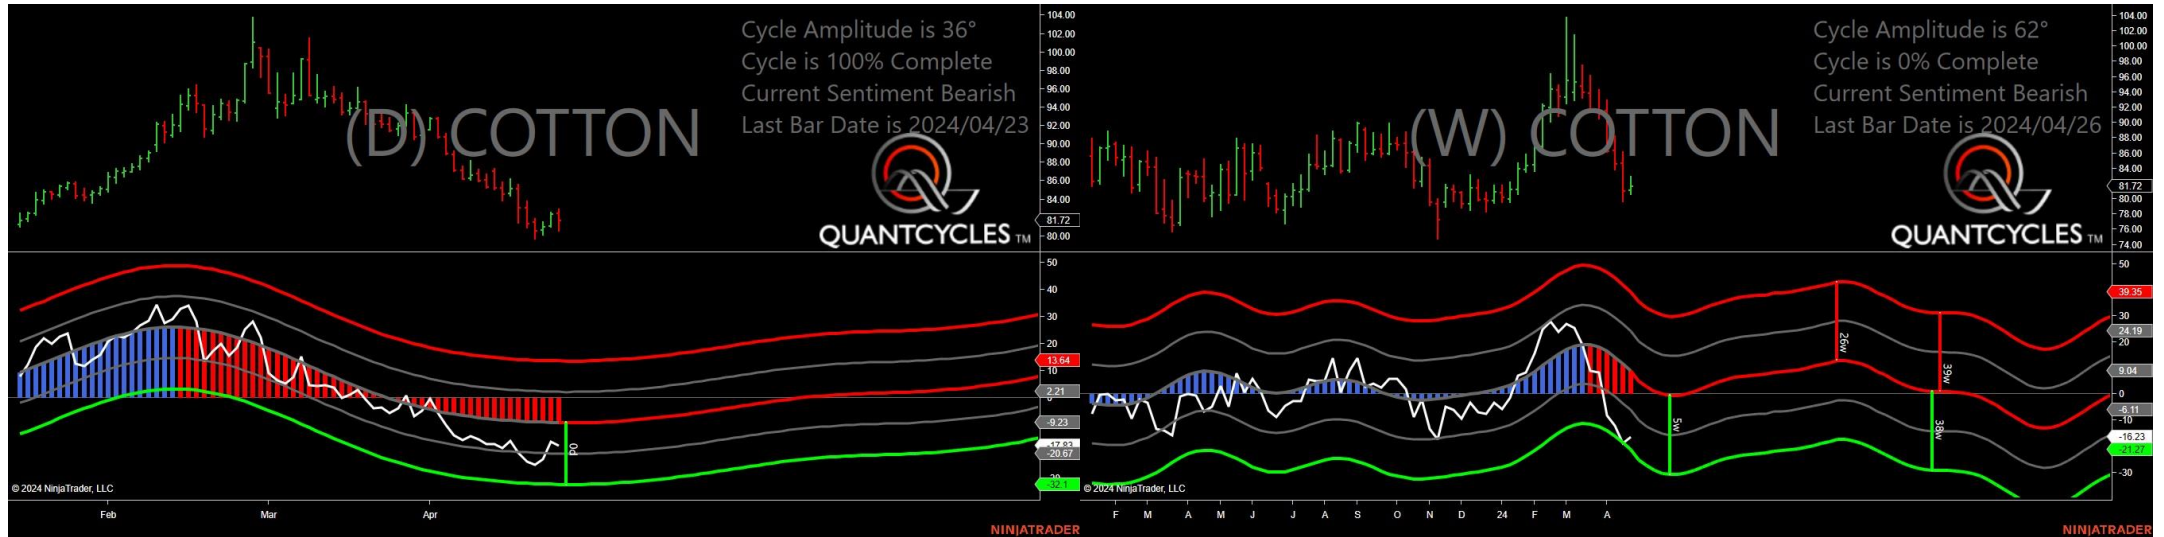 Cycle Amplitude is 36°
Cycle is 100% Complete
Current Sentiment Bearish
Last Bar Date is 2024/04/23
(D) COTTON
QUANTCYCLES TM
104.00
102.00
100.00
98.00
96.00
94.00
92.00
90.00
88.00
86.00
84.00
81.72
80.00
50
40
30
20
13.64
10
2.21
0
-9.23
-17.83
-20.67
-32.1
0d
© 2024 NinjaTrader, LLC
Feb Mar Apr
NINJATRADER
Cycle Amplitude is 62°
Cycle is 0% Complete
Current Sentiment Bearish
Last Bar Date is 2024/04/26
(W) COTTON
QUANTCYCLES TM
104.00
102.00
100.00
98.00
96.00
94.00
92.00
90.00
88.00
86.00
84.00
81.72
80.00
78.00
76.00
74.00
50
39.35
30
24.19
20
9.04
0
-6.11
-10
-16.23
-21.27
-30
5w
26w
39w
38w
© 2024 NinjaTrader, LLC
F M A M J J A S O N D 24 F M A
NINJATRADER